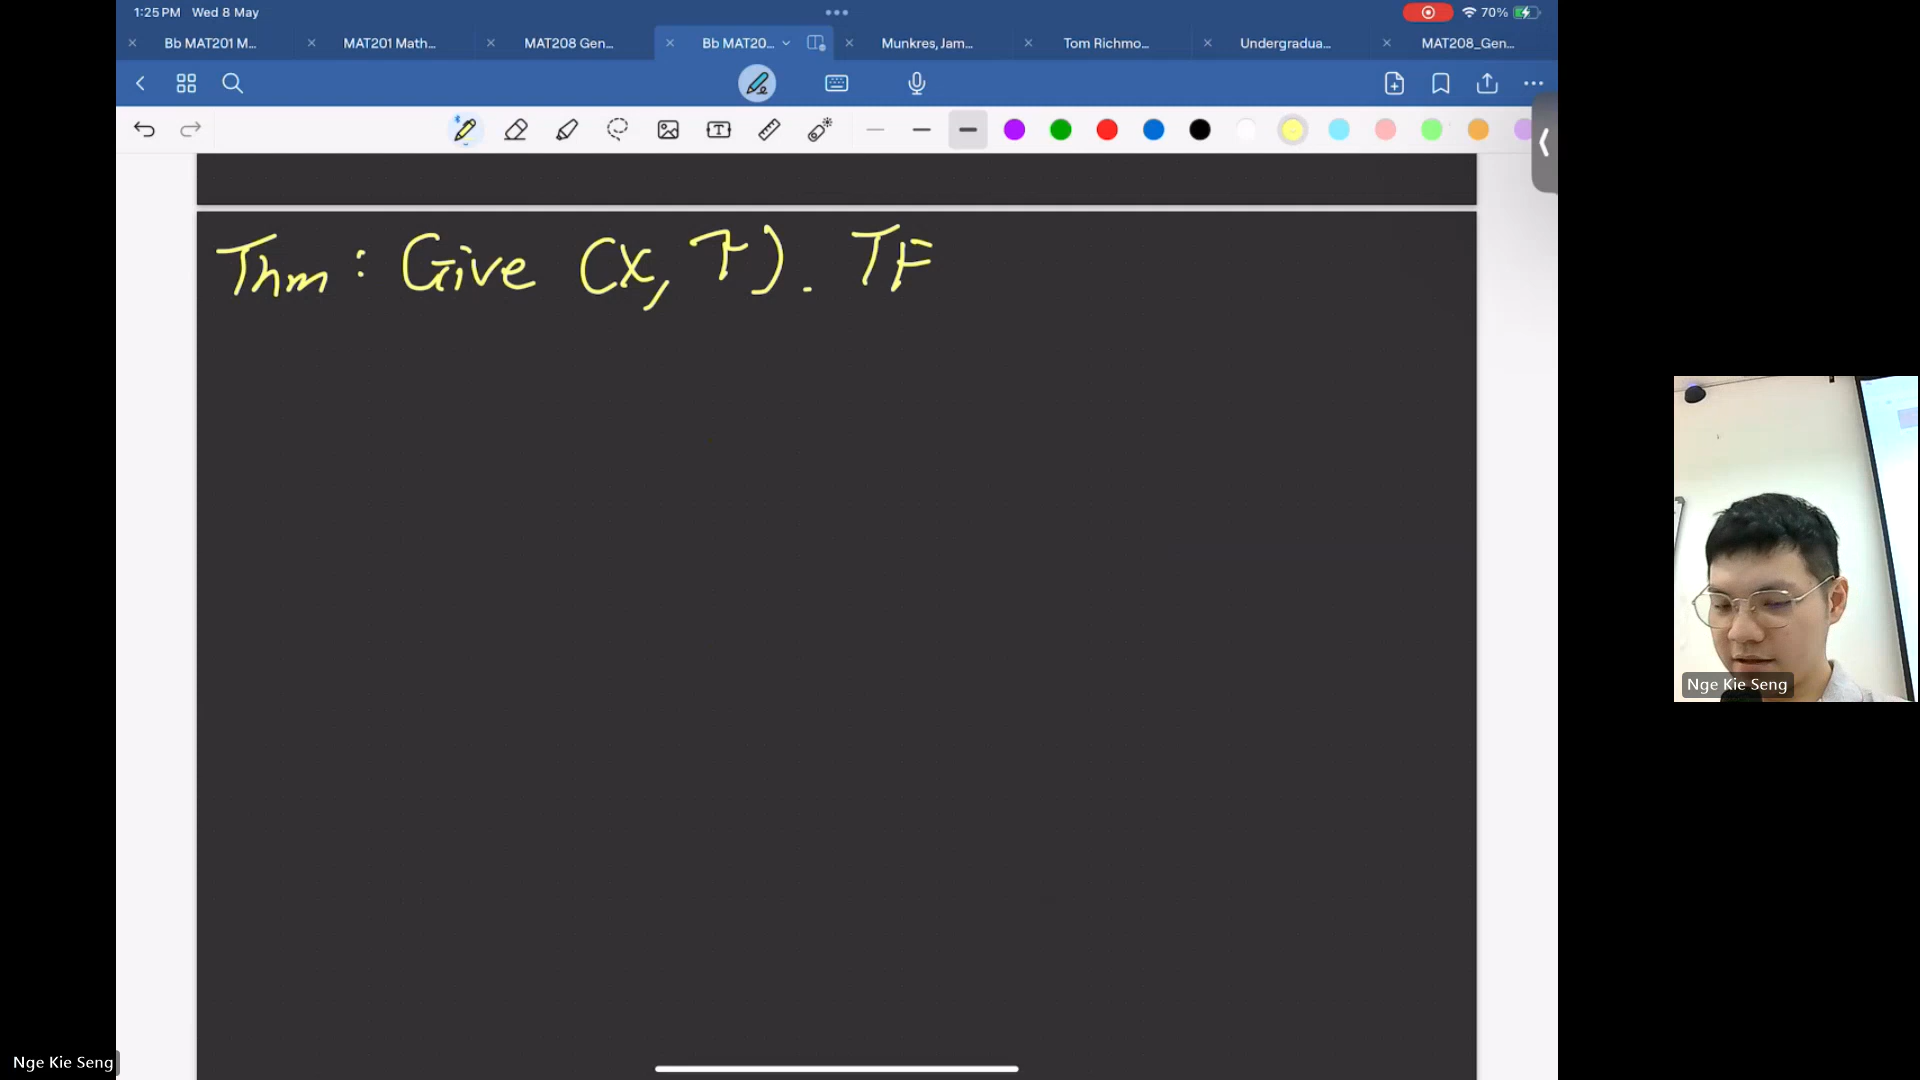 1:25 PM Wed 8 May
70%
Bb MAT201 M...
MAT201 Math...
MAT208 Gen...
Bb MAT20...
Munkres, Jam...
Tom Richmo...
Undergradua...
MAT208_Gen...
Thm : Give (X, τ). TF
Nge Kie Seng
Nge Kie Seng